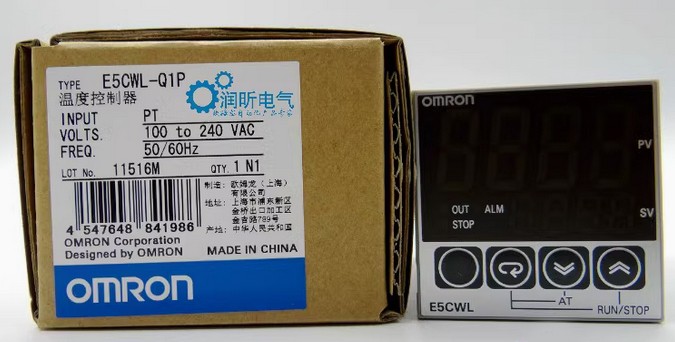 TYPE E5CWL-Q1P
温度控制器
润昕电气
INPUT PT
VOLTS. 100 to 240 VAC
FREQ. 50/60Hz
LOT No. 11516M QTY. 1 N1
4 547648 841986
制造: 欧姆龙（上海）
有限公司
地址: 上海市浦东新区
金桥出口加工区
金吉路789号
产地: 中华人民共和国
OMRON Corporation
Designed by OMRON
MADE IN CHINA
OMRON
OMRON
PV
OUT ALM
STOP
SV
E5CWL
AT
RUN/STOP